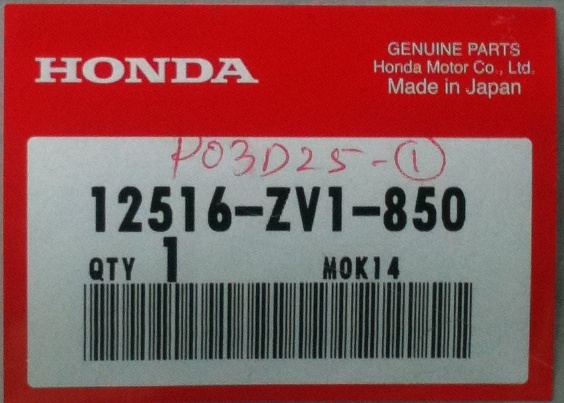 HONDA
GENUINE PARTS
Honda Motor Co., Ltd.
Made in Japan
P03D25-①
12516-ZV1-850
QTY 1 MOK14